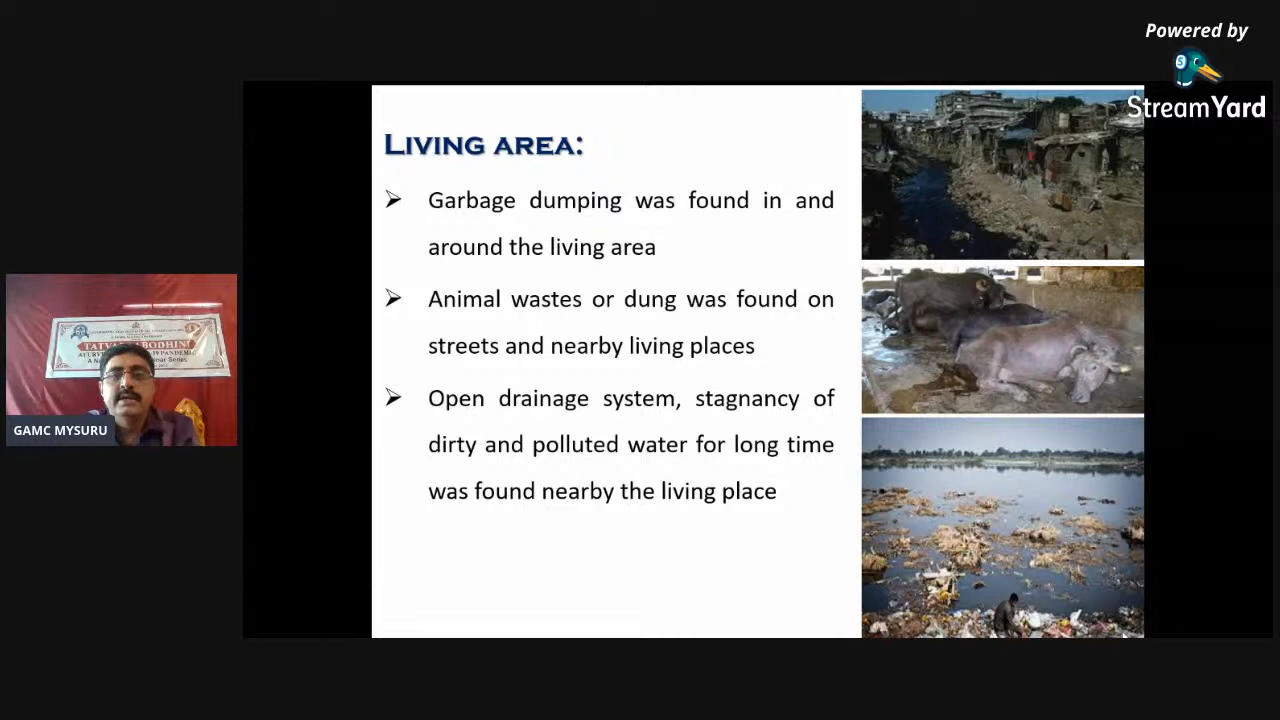 Powered by
StreamYard
LIVING AREA:
Garbage dumping was found in and
around the living area
Animal wastes or dung was found on
streets and nearby living places
Open drainage system, stagnancy of
dirty and polluted water for long time
was found nearby the living place
GAMC MYSURU